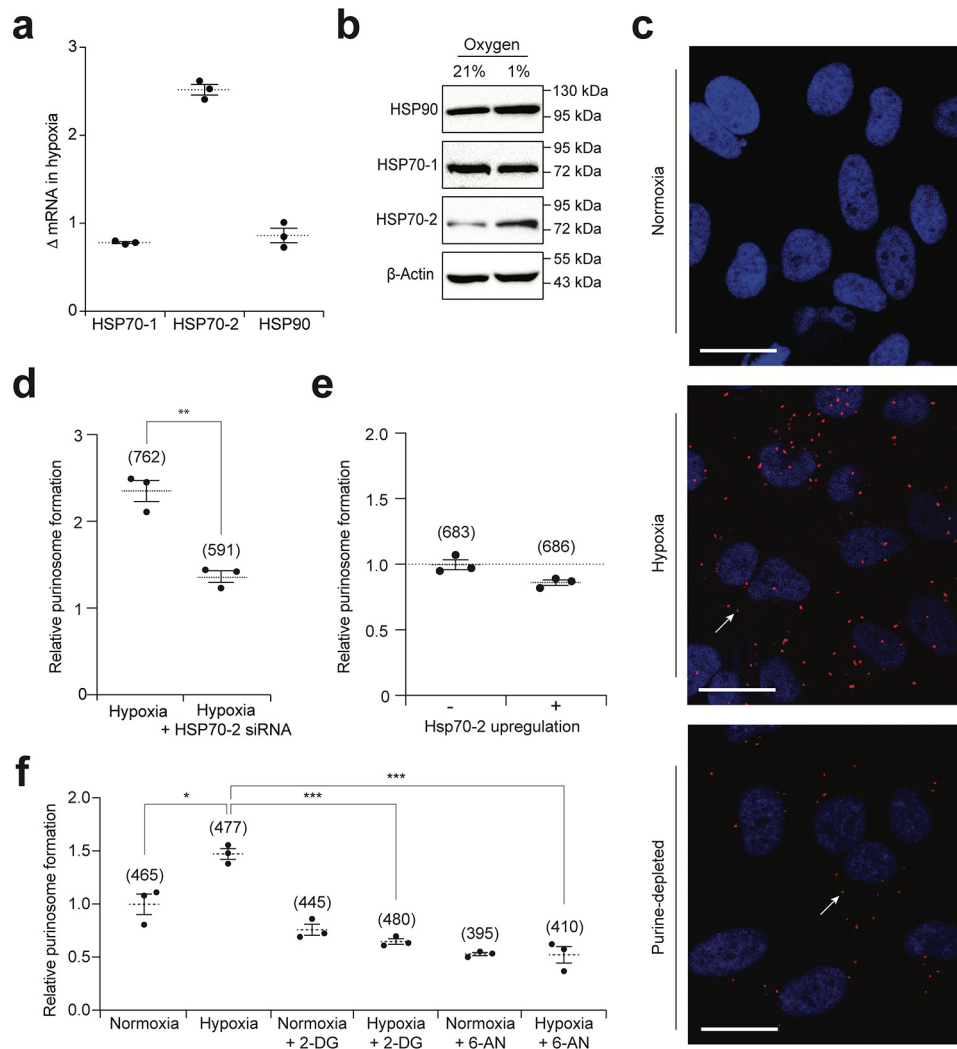 a
3
2
1
0
Δ mRNA in hypoxia
HSP70-1 HSP70-2 HSP90
b
Oxygen
21% 1%
HSP90
130 kDa
95 kDa
HSP70-1
95 kDa
72 kDa
HSP70-2
95 kDa
72 kDa
β-Actin
55 kDa
43 kDa
c
Normoxia
Hypoxia
Purine-depleted
d
**
3
2
1
0
Relative purinosome formation
(762)
(591)
Hypoxia Hypoxia
+ HSP70-2 siRNA
e
2.0
1.5
1.0
0.5
0
Relative purinosome formation
(683)
(686)
- +
Hsp70-2 upregulation
f
***
* ***
2.0
1.5
1.0
0.5
0.0
Relative purinosome formation
(465)
(477)
(445)
(480)
(395)
(410)
Normoxia Hypoxia Normoxia Hypoxia Normoxia Hypoxia
+ 2-DG + 2-DG + 6-AN + 6-AN